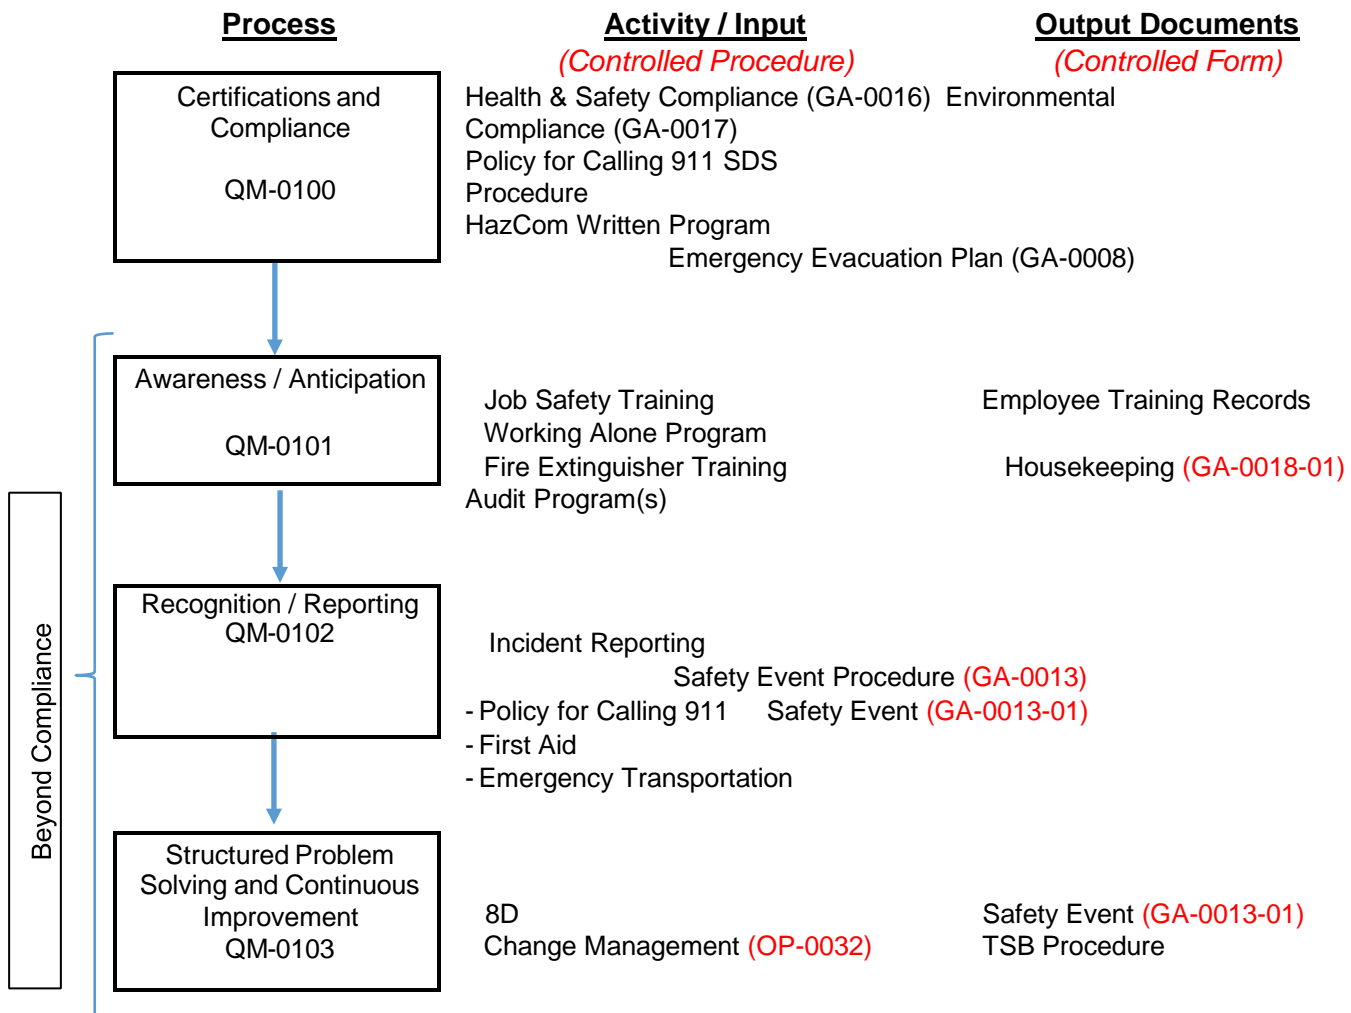 Process
Activity / Input
Output Documents
(Controlled Procedure)
(Controlled Form)
Certifications and
Compliance
QM-0100
Health & Safety Compliance (GA-0016)  Environmental
Compliance (GA-0017)
Policy for Calling 911 SDS
Procedure
HazCom Written Program
Emergency Evacuation Plan (GA-0008)
Beyond Compliance
Awareness / Anticipation
QM-0101
Job Safety Training
Working Alone Program
Fire Extinguisher Training
Audit Program(s)
Employee Training Records
Housekeeping (GA-0018-01)
Recognition / Reporting
QM-0102
Incident Reporting
Safety Event Procedure (GA-0013)
- Policy for Calling 911 Safety Event (GA-0013-01)
- First Aid
- Emergency Transportation
Structured Problem
Solving and Continuous
Improvement
QM-0103
8D
Change Management (OP-0032)
Safety Event (GA-0013-01)
TSB Procedure